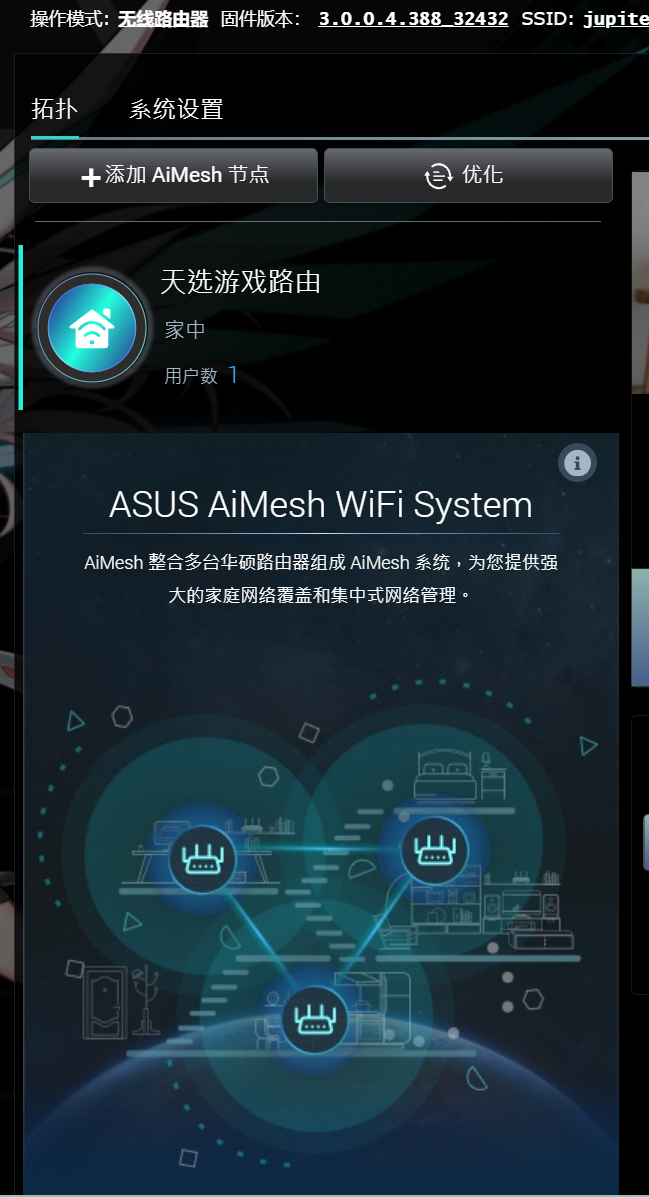 操作模式: 无线路由器 固件版本: 3.0.0.4.388_32432 SSID: jupite
拓扑 系统设置
添加 AiMesh 节点 优化
天选游戏路由
家中
用户数 1
ASUS AiMesh WiFi System
AiMesh 整合多台华硕路由器组成 AiMesh 系统，为您提供强
大的家庭网络覆盖和集中式网络管理。